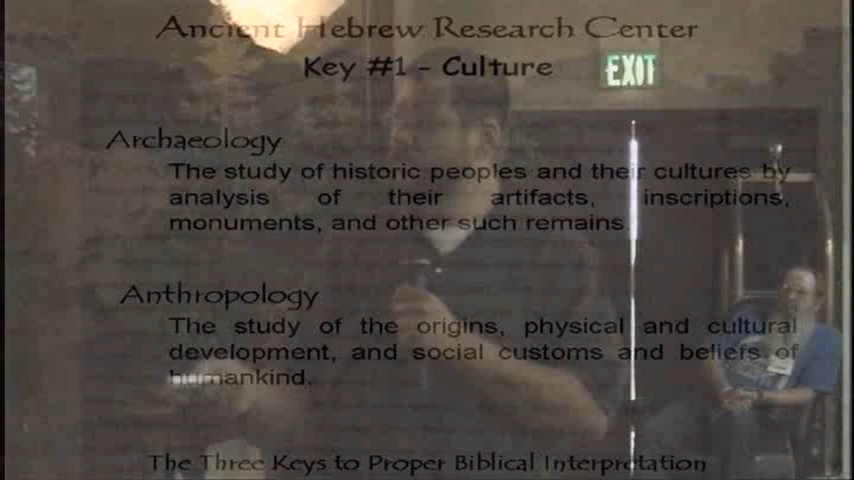 Ancient Hebrew Research Center
Key #1 - Culture
EXIT
Archaeology
The study of historic peoples and their cultures by
analysis of their artifacts, inscriptions,
monuments, and other such remains.
Anthropology
The study of the origins, physical and cultural
development, and social customs and beliefs of
humankind.
The Three Keys to Proper Biblical Interpretation